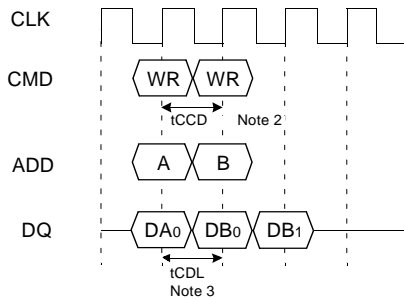 CLK
CMD WR WR
tCCD Note 2
ADD A B
DQ DA0 DB0 DB1
tCDL
Note 3